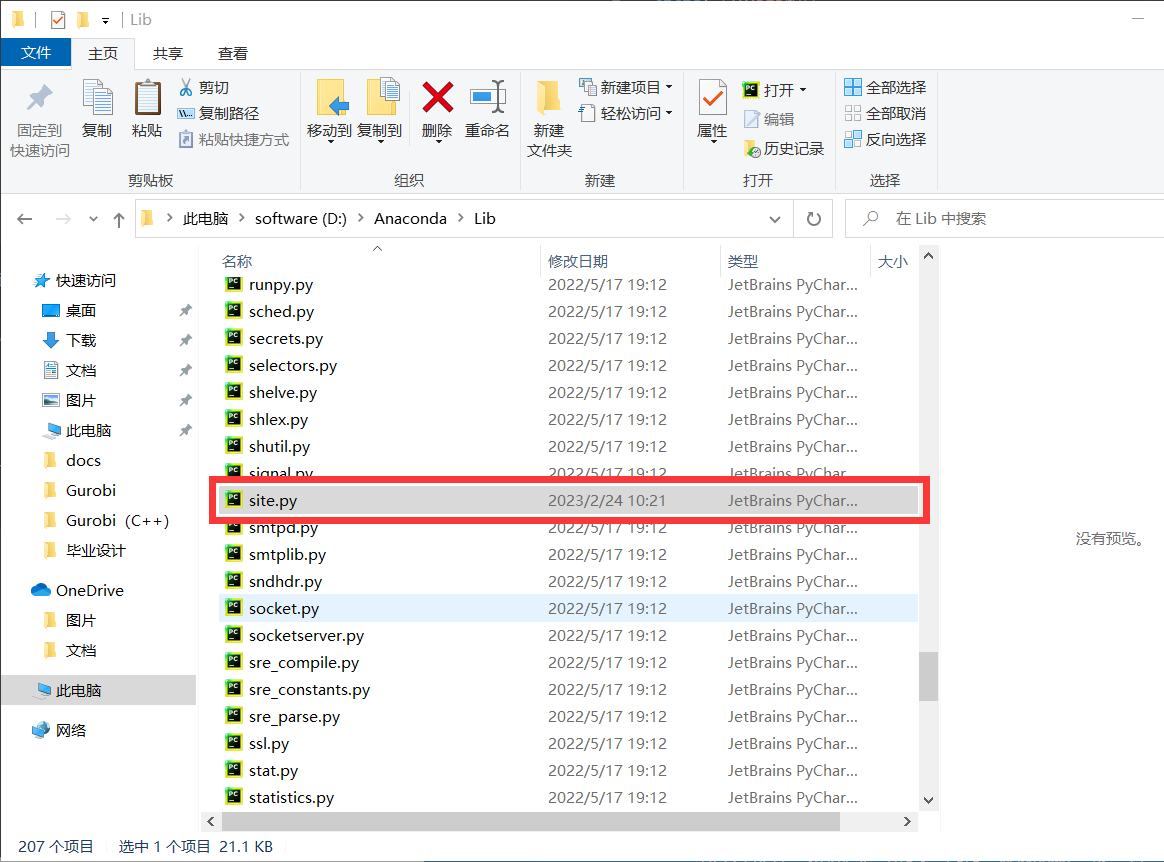 Lib
文件 主页 共享 查看
固定到
快速访问
复制
粘贴
剪切
复制路径
粘贴快捷方式
剪贴板
移动到
复制到
删除
重命名
组织
新建
文件夹
新建项目
轻松访问
新建
属性
打开
编辑
历史记录
打开
全部选择
全部取消
反向选择
选择
此电脑 > software (D:) > Anaconda > Lib
在 Lib 中搜索
快速访问
桌面
下载
文档
图片
此电脑
docs
Gurobi
Gurobi（C++）
毕业设计
OneDrive
图片
文档
此电脑
网络
名称 修改日期 类型 大小
runpy.py 2022/5/17 19:12 JetBrains PyChar...
sched.py 2022/5/17 19:12 JetBrains PyChar...
secrets.py 2022/5/17 19:12 JetBrains PyChar...
selectors.py 2022/5/17 19:12 JetBrains PyChar...
shelve.py 2022/5/17 19:12 JetBrains PyChar...
shlex.py 2022/5/17 19:12 JetBrains PyChar...
shutil.py 2022/5/17 19:12 JetBrains PyChar...
signal.py 2022/5/17 19:12 JetBrains PyChar...
site.py 2023/2/24 10:21 JetBrains PyChar...
smtpd.py 2022/5/17 19:12 JetBrains PyChar...
smtplib.py 2022/5/17 19:12 JetBrains PyChar...
sndhdr.py 2022/5/17 19:12 JetBrains PyChar...
socket.py 2022/5/17 19:12 JetBrains PyChar...
socketserver.py 2022/5/17 19:12 JetBrains PyChar...
sre_compile.py 2022/5/17 19:12 JetBrains PyChar...
sre_constants.py 2022/5/17 19:12 JetBrains PyChar...
sre_parse.py 2022/5/17 19:12 JetBrains PyChar...
ssl.py 2022/5/17 19:12 JetBrains PyChar...
stat.py 2022/5/17 19:12 JetBrains PyChar...
statistics.py 2022/5/17 19:12 JetBrains PyChar...
没有预览。
207 个项目 选中 1 个项目 21.1 KB